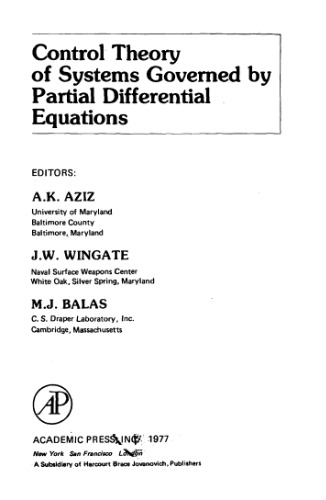 Control Theory
of Systems Governed by
Partial Differential
Equations
EDITORS:
A.K. AZIZ
University of Maryland
Baltimore County
Baltimore, Maryland
J.W. WINGATE
Naval Surface Weapons Center
White Oak, Silver Spring, Maryland
M.J. BALAS
C. S. Draper Laboratory, Inc.
Cambridge, Massachusetts
AP
ACADEMIC PRESS, INC. 1977
New York San Francisco London
A Subsidiary of Harcourt Brace Jovanovich, Publishers